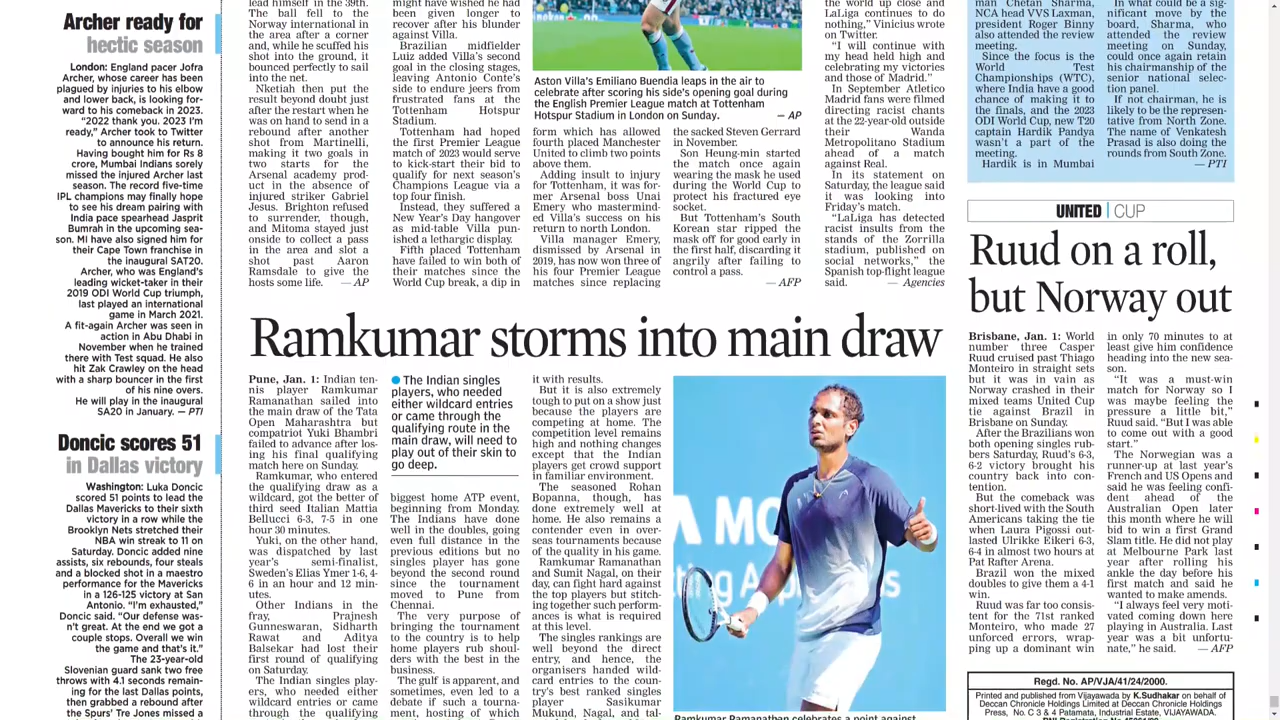 Archer ready for
hectic season
London: England pacer Jofra
Archer, whose career has been
plagued by injuries to his elbow
and lower back, is looking for-
ward to his comeback in 2023.
“2022 thank you. 2023 I’m
ready,” Archer took to Twitter
to announce his return.
Having bought him for Rs 8
crore, Mumbai Indians sorely
missed the injured Archer last
season. The record five-time
IPL champions may finally hope
to see his dream pairing with
India pace spearhead Jasprit
Bumrah in the upcoming sea-
son. MI have also signed him for
their Cape Town franchise in
the inaugural SAT20.
Archer, who was England’s
leading wicket-taker in their
2019 ODI World Cup triumph,
last played an international
game in March 2021.
A fit-again Archer was seen in
action in Abu Dhabi in
November when he trained
there with Test squad. He also
hit Zak Crawley on the head
with a sharp bouncer in the first
of his nine overs.
He will play in the inaugural
SA20 in January. — PTI
Doncic scores 51
in Dallas victory
Washington: Luka Doncic
scored 51 points to lead the
Dallas Mavericks to their sixth
victory in a row while the
Brooklyn Nets stretched their
NBA win streak to 11 on
Saturday. Doncic added nine
assists, six rebounds, four steals
and a blocked shot in a maestro
performance for the Mavericks
in a 126-125 victory at San
Antonio. “I’m exhausted,”
Doncic said. “Our defense was-
n’t great. At the end we got a
couple stops. Overall we win
the game and that’s it.”
The 23-year-old
Slovenian guard sank two free
throws with 4.1 seconds remain-
ing for the last Dallas points,
then grabbed a rebound after
the Spurs’ Tre Jones missed a
lead himself in the 39th.
The ball fell to the
Norway international in
the area after a corner
and, while he scuffed his
shot into the ground, it
bounced perfectly to sail
into the net.
Nketiah then put the
result beyond doubt just
after the restart when he
was on hand to send in a
rebound after another
shot from Martinelli,
making it two goals in
two starts for the
Arsenal academy prod-
uct in the absence of
injured striker Gabriel
Jesus. Brighton refused
to surrender, though,
and Mitoma stayed just
onside to collect a pass
in the area and slot a
shot past Aaron
Ramsdale to give the
hosts some life. — AP
might have wished he had
been given longer to
recover after his blunder
against Villa.
Brazilian midfielder
Luiz added Villa’s second
goal in the closing stages,
leaving Antonio Conte’s
side to endure jeers from
frustrated fans at the
Tottenham Hotspur
Stadium.
Tottenham had hoped
the first Premier League
match of 2023 would serve
to kick-start their bid to
qualify for next season’s
Champions League via a
top four finish.
Instead, they suffered a
New Year’s Day hangover
as mid-table Villa pun-
ished a lethargic display.
Fifth placed Tottenham
have failed to win both of
their matches since the
World Cup break, a dip in
Aston Villa’s Emiliano Buendia leaps in the air to
celebrate after scoring his side’s opening goal during
the English Premier League match at Tottenham
Hotspur Stadium in London on Sunday. — AP
form which has allowed
fourth placed Manchester
United to climb two points
above them.
Adding insult to injury
for Tottenham, it was for-
mer Arsenal boss Unai
Emery who mastermind-
ed Villa’s success on his
return to north London.
Villa manager Emery,
dismissed by Arsenal in
2019, has now won three of
his four Premier League
matches since replacing
the sacked Steven Gerrard
in November.
Son Heung-min started
the match once again
wearing the mask he used
during the World Cup to
protect his fractured eye
socket.
But Tottenham’s South
Korean star ripped the
mask off for good early in
the first half, discarding it
angrily after failing to
control a pass.
— AFP
the world up close and
LaLiga continues to do
nothing,” Vinicius wrote
on Twitter.
“I will continue with
my head held high and
celebrating my victories
and those of Madrid.”
In September Atletico
Madrid fans were filmed
directing racist chants
at the 22-year-old outside
their Wanda
Metropolitano Stadium
ahead of a match
against Real.
In its statement on
Saturday, the league said
it was looking into
Friday’s match.
“LaLiga has detected
racist insults from the
stands of the Zorrilla
stadium, published on
social networks,” the
Spanish top-flight league
said. — Agencies
man Chetan Sharma,
NCA head VVS Laxman,
president Roger Binny
also attended the review
meeting.
Since the focus is the
World Test
Championships (WTC),
where India have a good
chance of making it to
the finals, and the 2023
ODI World Cup, new T20
captain Hardik Pandya
wasn’t a part of the
meeting.
Hardik is in Mumbai
In what could be a sig-
nificant move by the
board, Sharma, who
attended the review
meeting on Sunday,
could once again retain
his chairmanship of the
senior national selec-
tion panel.
If not chairman, he is
likely to be the represen-
tative from North Zone.
The name of Venkatesh
Prasad is also doing the
rounds from South Zone.
— PTI
Ramkumar storms into main draw
Pune, Jan. 1: Indian ten-
nis player Ramkumar
Ramanathan sailed into
the main draw of the Tata
Open Maharashtra but
compatriot Yuki Bhambri
failed to advance after los-
ing his final qualifying
match here on Sunday.
Ramkumar, who entered
the qualifying draw as a
wildcard, got the better of
third seed Italian Mattia
Bellucci 6-3, 7-5 in one
hour 30 minutes.
Yuki, on the other hand,
was dispatched by last
year’s semi-finalist,
Sweden’s Elias Ymer 1-6, 4-
6 in an hour and 12 min-
utes.
Other Indians in the
fray, Prajnesh
Gunneswaran, Sidharth
Rawat and Aditya
Balsekar had lost their
first round of qualifying
on Saturday.
The Indian singles play-
ers, who needed either
wildcard entries or came
through the qualifying
● The Indian singles
players, who needed
either wildcard entries
or came through the
qualifying route in the
main draw, will need to
play out of their skin to
go deep.
biggest home ATP event,
beginning from Monday.
The Indians have done
well in the doubles, going
even full distance in the
previous editions but no
singles player has gone
beyond the second round
since the tournament
moved to Pune from
Chennai.
The very purpose of
bringing the tournament
to the country is to help
home players rub shoul-
ders with the best in the
business.
The gulf is apparent, and
sometimes, even led to a
debate if such a tourna-
ment, hosting of which
it with results.
But it is also extremely
tough to put on a show just
because the players are
competing at home. The
competition level remains
high and nothing changes
except that the Indian
players get crowd support
in familiar environment.
The seasoned Rohan
Bopanna, though, has
done extremely well at
home. He also remains a
contender even in over-
seas tournaments because
of the quality in his game.
Ramkumar Ramanathan
and Sumit Nagal, on their
day, can fight hard against
the top players but stitch-
ing together such perform-
ances is what is required
at this level.
The singles rankings are
well beyond the direct
entry, and hence, the
organisers handed wild-
card entries to the coun-
try’s best ranked singles
player Sasikumar
Mukund, Nagal, and tal-
MO
Ramkumar Ramanathan celebrates a point against
UNITED | CUP
Ruud on a roll,
but Norway out
Brisbane, Jan. 1: World
number three Casper
Ruud cruised past Thiago
Monteiro in straight sets
but it was in vain as
Norway crashed in their
mixed teams United Cup
tie against Brazil in
Brisbane on Sunday.
After the Brazilians won
both opening singles rub-
bers Saturday, Ruud’s 6-3,
6-2 victory brought his
country back into con-
tention.
But the comeback was
short-lived with the South
Americans taking the tie
when Laura Pigossi out-
lasted Ulrikke Eikeri 6-3,
6-4 in almost two hours at
Pat Rafter Arena.
Brazil won the mixed
doubles to give them a 4-1
win.
Ruud was far too consis-
tent for the 71st ranked
Monteiro, who made 27
unforced errors, wrap-
ping up a dominant win
in only 70 minutes to at
least give him confidence
heading into the new sea-
son.
“It was a must-win
match for Norway so I
was maybe feeling the
pressure a little bit,”
Ruud said. “But I was able
to come out with a good
start.”
The Norwegian was a
runner-up at last year’s
French and US Opens and
said he was feeling confi-
dent ahead of the
Australian Open later
this month where he will
bid to win a first Grand
Slam title. He did not play
at Melbourne Park last
year after rolling his
ankle the day before his
first match and said he
wanted to make amends.
“I always feel very moti-
vated coming down here
playing in Australia. Last
year was a bit unfortu-
nate,” he said. — AFP
Regd. No. AP/VJA/41/24/2000.
Printed and published from Vijayawada by K.Sudhakar on behalf of
Deccan Chronicle Holdings Limited at Deccan Chronicle Holdings
Press, No. C 3 & 4 Patamata, Industrial Estate, VIJAYAWADA.